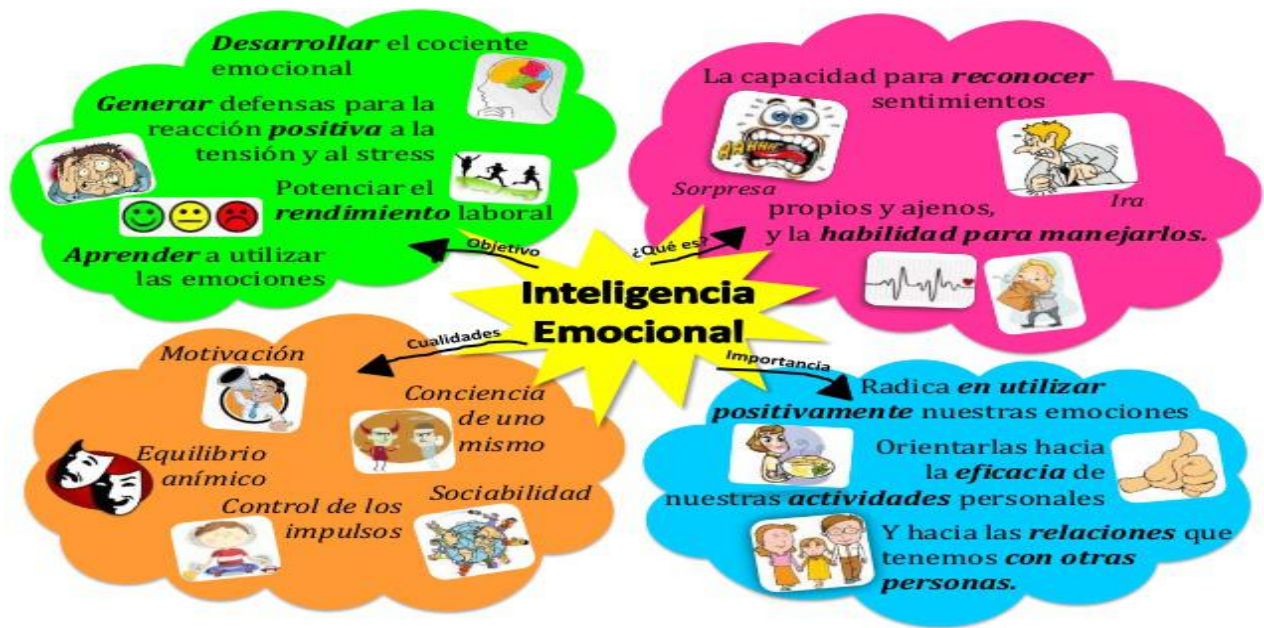 Desarrollar el cociente
emocional
Generar defensas para la
reacción positiva a la
tensión y al stress
Potenciar el
rendimiento laboral
Aprender a utilizar
las emociones
Objetivo
La capacidad para reconocer
sentimientos
AAHHH
Sorpresa
Ira
propios y ajenos,
y la habilidad para manejarlos.
¿Qué es?
Inteligencia
Emocional
Cualidades
Motivación
Conciencia
de uno
mismo
Equilibrio
anímico
Sociabilidad
Control de los
impulsos
Importancia
Radica en utilizar
positivamente nuestras emociones
Orientarlas hacia
la eficacia de
nuestras actividades personales
Y hacia las relaciones que
tenemos con otras
personas.